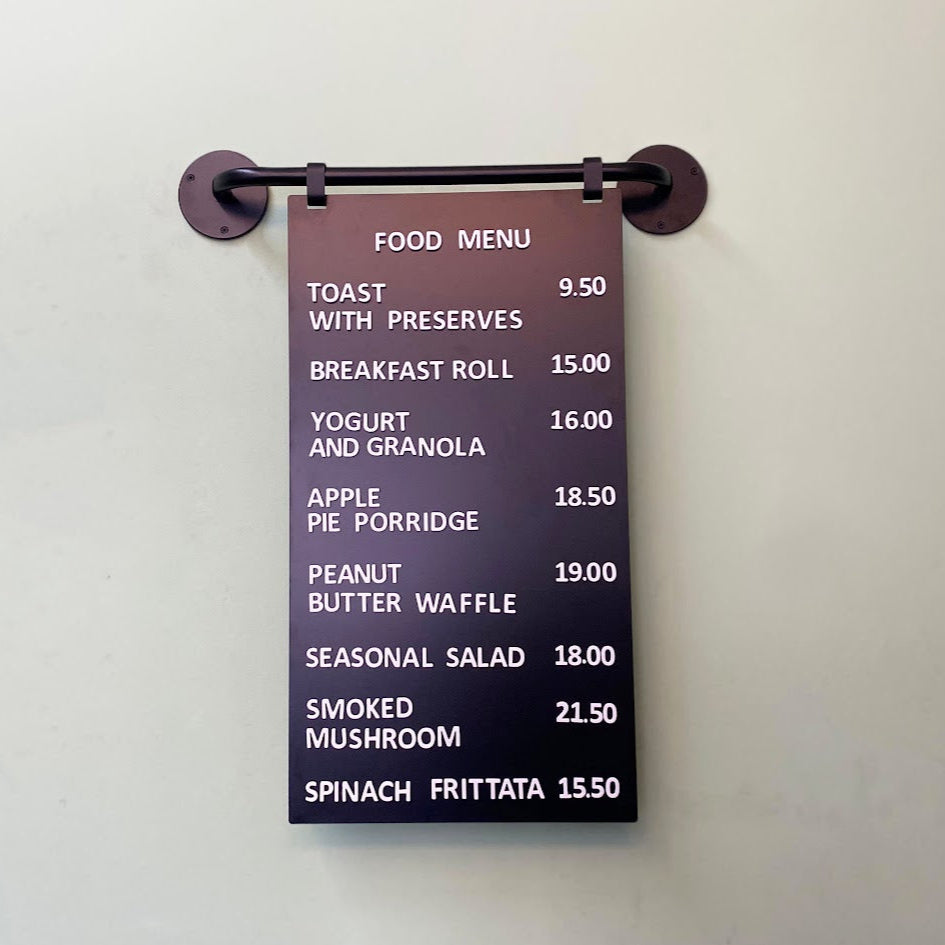 FOOD MENU
TOAST 9.50
WITH PRESERVES
BREAKFAST ROLL 15.00
YOGURT 16.00
AND GRANOLA
APPLE 18.50
PIE PORRIDGE
PEANUT 19.00
BUTTER WAFFLE
SEASONAL SALAD 18.00
SMOKED 21.50
MUSHROOM
SPINACH FRITTATA 15.50